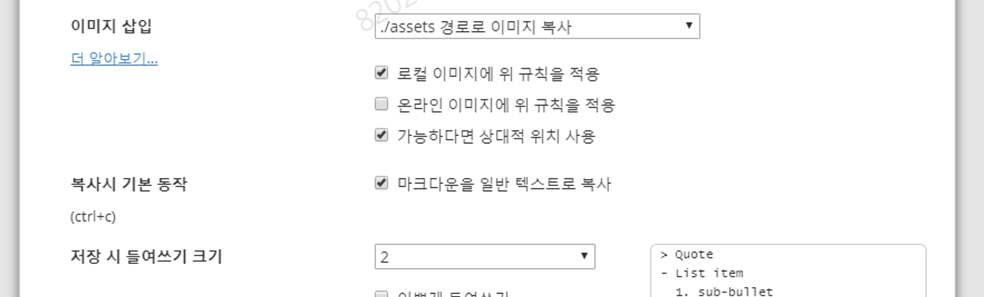 이미지 삽입
./assets 경로로 이미지 복사
더 알아보기...
로컬 이미지에 위 규칙을 적용
온라인 이미지에 위 규칙을 적용
가능하다면 상대적 위치 사용
복사시 기본 동작
마크다운을 일반 텍스트로 복사
(ctrl+c)
저장 시 들여쓰기 크기
2
> Quote
- List item
1. sub-bullet